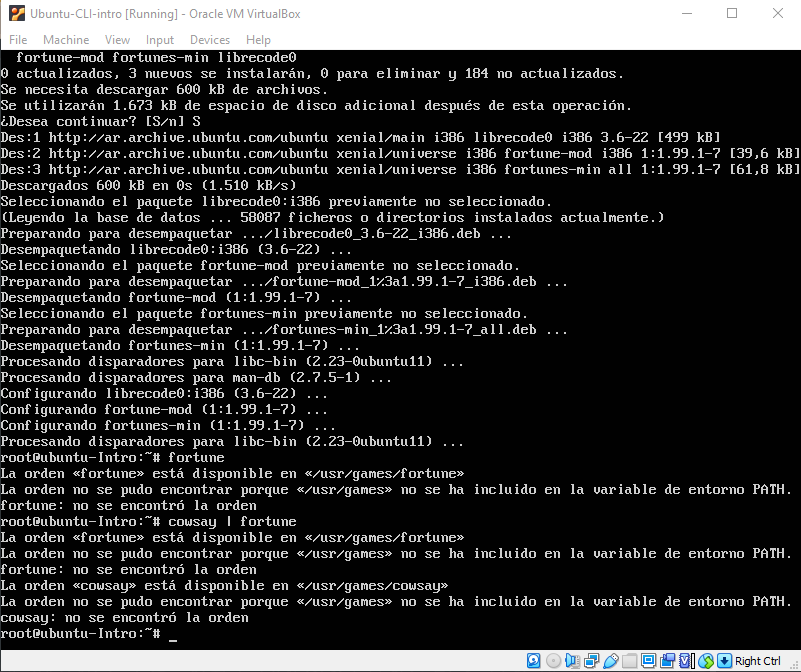 Ubuntu-CLI-intro [Running] - Oracle VM VirtualBox
File Machine View Input Devices Help
fortune-mod fortunes-min librecode0
0 actualizados, 3 nuevos se instalarán, 0 para eliminar y 184 no actualizados.
Se necesita descargar 600 kB de archivos.
Se utilizarán 1.673 kB de espacio de disco adicional después de esta operación.
¿Desea continuar? [S/n] S
Des:1 http://ar.archive.ubuntu.com/ubuntu xenial/main i386 librecode0 i386 3.6-22 [499 kB]
Des:2 http://ar.archive.ubuntu.com/ubuntu xenial/universe i386 fortune-mod i386 1:1.99.1-7 [39,6 kB]
Des:3 http://ar.archive.ubuntu.com/ubuntu xenial/universe i386 fortunes-min all 1:1.99.1-7 [61,8 kB]
Descargados 600 kB en 0s (1.510 kB/s)
Seleccionando el paquete librecode0:i386 previamente no seleccionado.
(Leyendo la base de datos ... 58087 ficheros o directorios instalados actualmente.)
Preparando para desempaquetar .../librecode0_3.6-22_i386.deb ...
Desempaquetando librecode0:i386 (3.6-22) ...
Seleccionando el paquete fortune-mod previamente no seleccionado.
Preparando para desempaquetar .../fortune-mod_1%3a1.99.1-7_i386.deb ...
Desempaquetando fortune-mod (1:1.99.1-7) ...
Seleccionando el paquete fortunes-min previamente no seleccionado.
Preparando para desempaquetar .../fortunes-min_1%3a1.99.1-7_all.deb ...
Desempaquetando fortunes-min (1:1.99.1-7) ...
Procesando disparadores para libc-bin (2.23-0ubuntu11) ...
Procesando disparadores para man-db (2.7.5-1) ...
Configurando librecode0:i386 (3.6-22) ...
Configurando fortune-mod (1:1.99.1-7) ...
Configurando fortunes-min (1:1.99.1-7) ...
Procesando disparadores para libc-bin (2.23-0ubuntu11) ...
root@ubuntu-Intro:~# fortune
La orden «fortune» está disponible en «/usr/games/fortune»
La orden no se pudo encontrar porque «/usr/games» no se ha incluido en la variable de entorno PATH.
fortune: no se encontró la orden
root@ubuntu-Intro:~# cowsay | fortune
La orden «fortune» está disponible en «/usr/games/fortune»
La orden no se pudo encontrar porque «/usr/games» no se ha incluido en la variable de entorno PATH.
fortune: no se encontró la orden
La orden «cowsay» está disponible en «/usr/games/cowsay»
La orden no se pudo encontrar porque «/usr/games» no se ha incluido en la variable de entorno PATH.
cowsay: no se encontró la orden
root@ubuntu-Intro:~# _
Right Ctrl